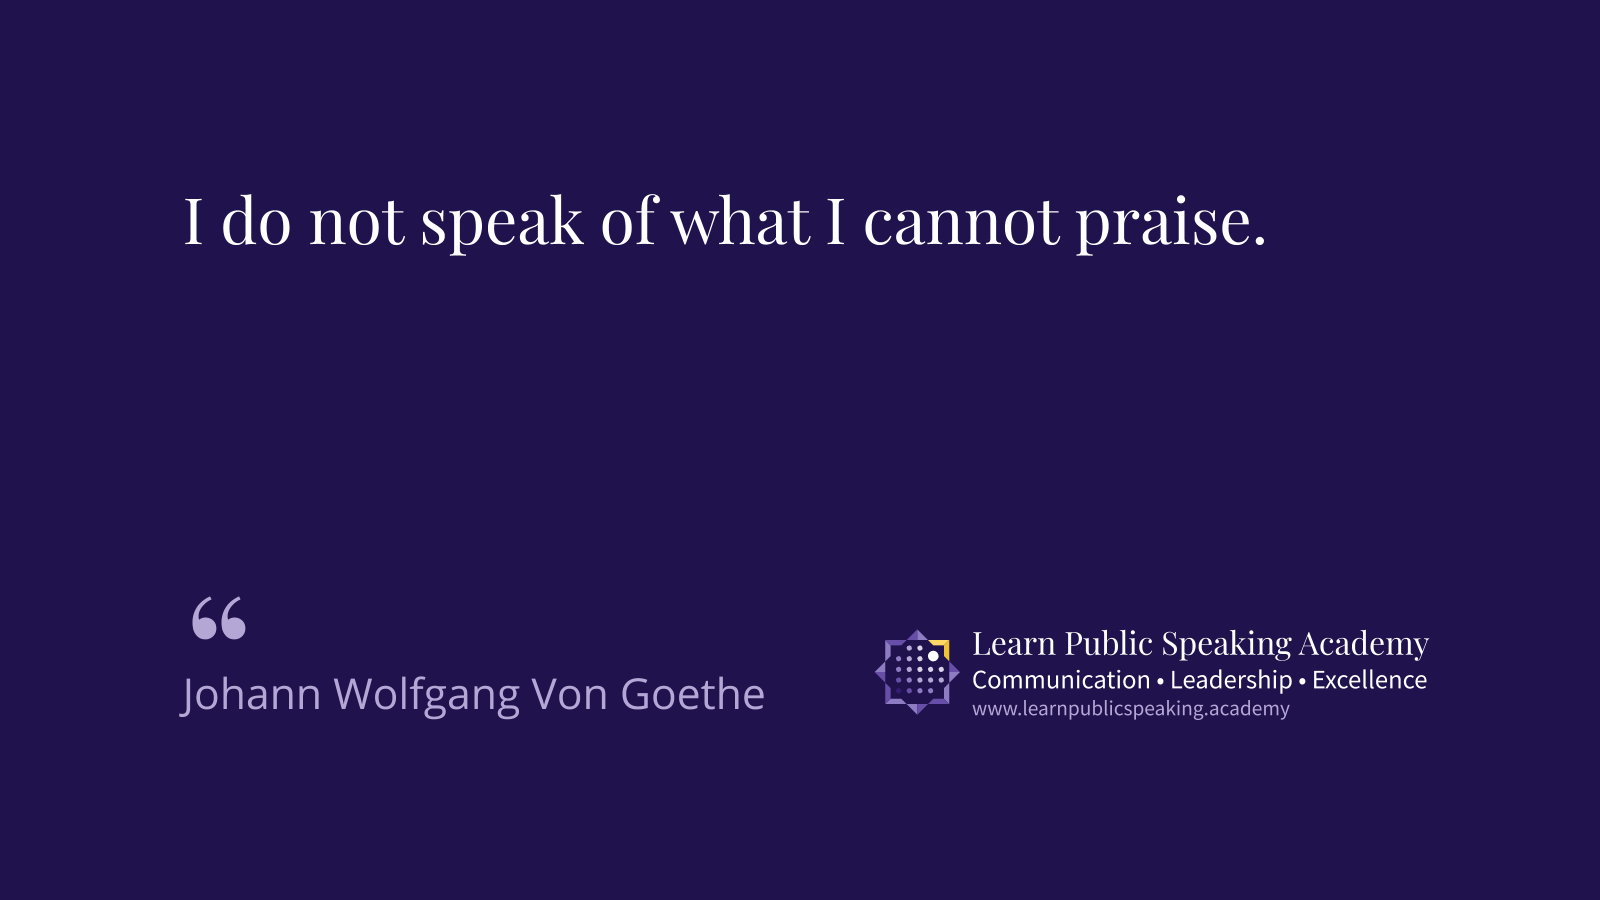 I do not speak of what I cannot praise.
“
Johann Wolfgang Von Goethe
Learn Public Speaking Academy
Communication • Leadership • Excellence
www.learnpublicspeaking.academy